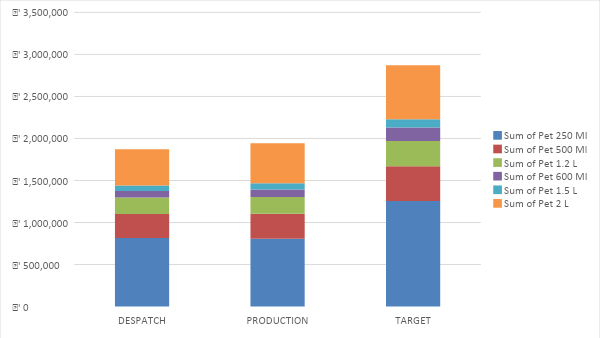 3,500,000
3,000,000
2,500,000
2,000,000
1,500,000
1,000,000
500,000
0
DESPATCH PRODUCTION TARGET
Sum of Pet 250 Ml
Sum of Pet 500 Ml
Sum of Pet 1.2 L
Sum of Pet 600 Ml
Sum of Pet 1.5 L
Sum of Pet 2 L